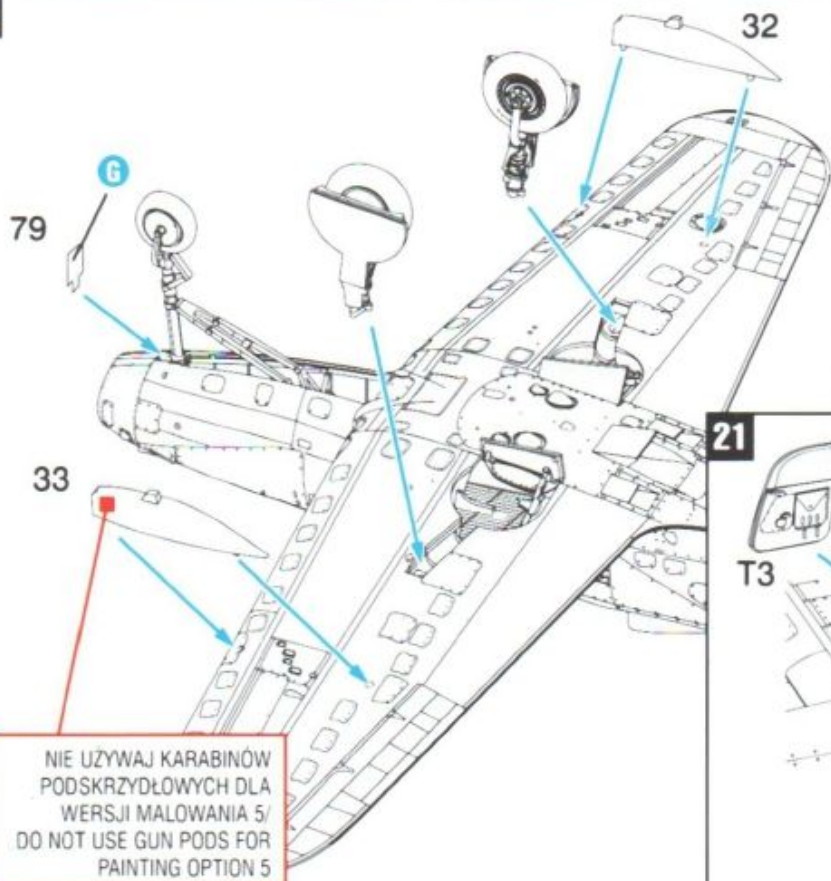 32
G
79
33
21
T3
NIE UŻYWAJ KARABINÓW
PODSKRZYDŁOWYCH DLA
WERSJI MALOWANIA 5/
DO NOT USE GUN PODS FOR
PAINTING OPTION 5